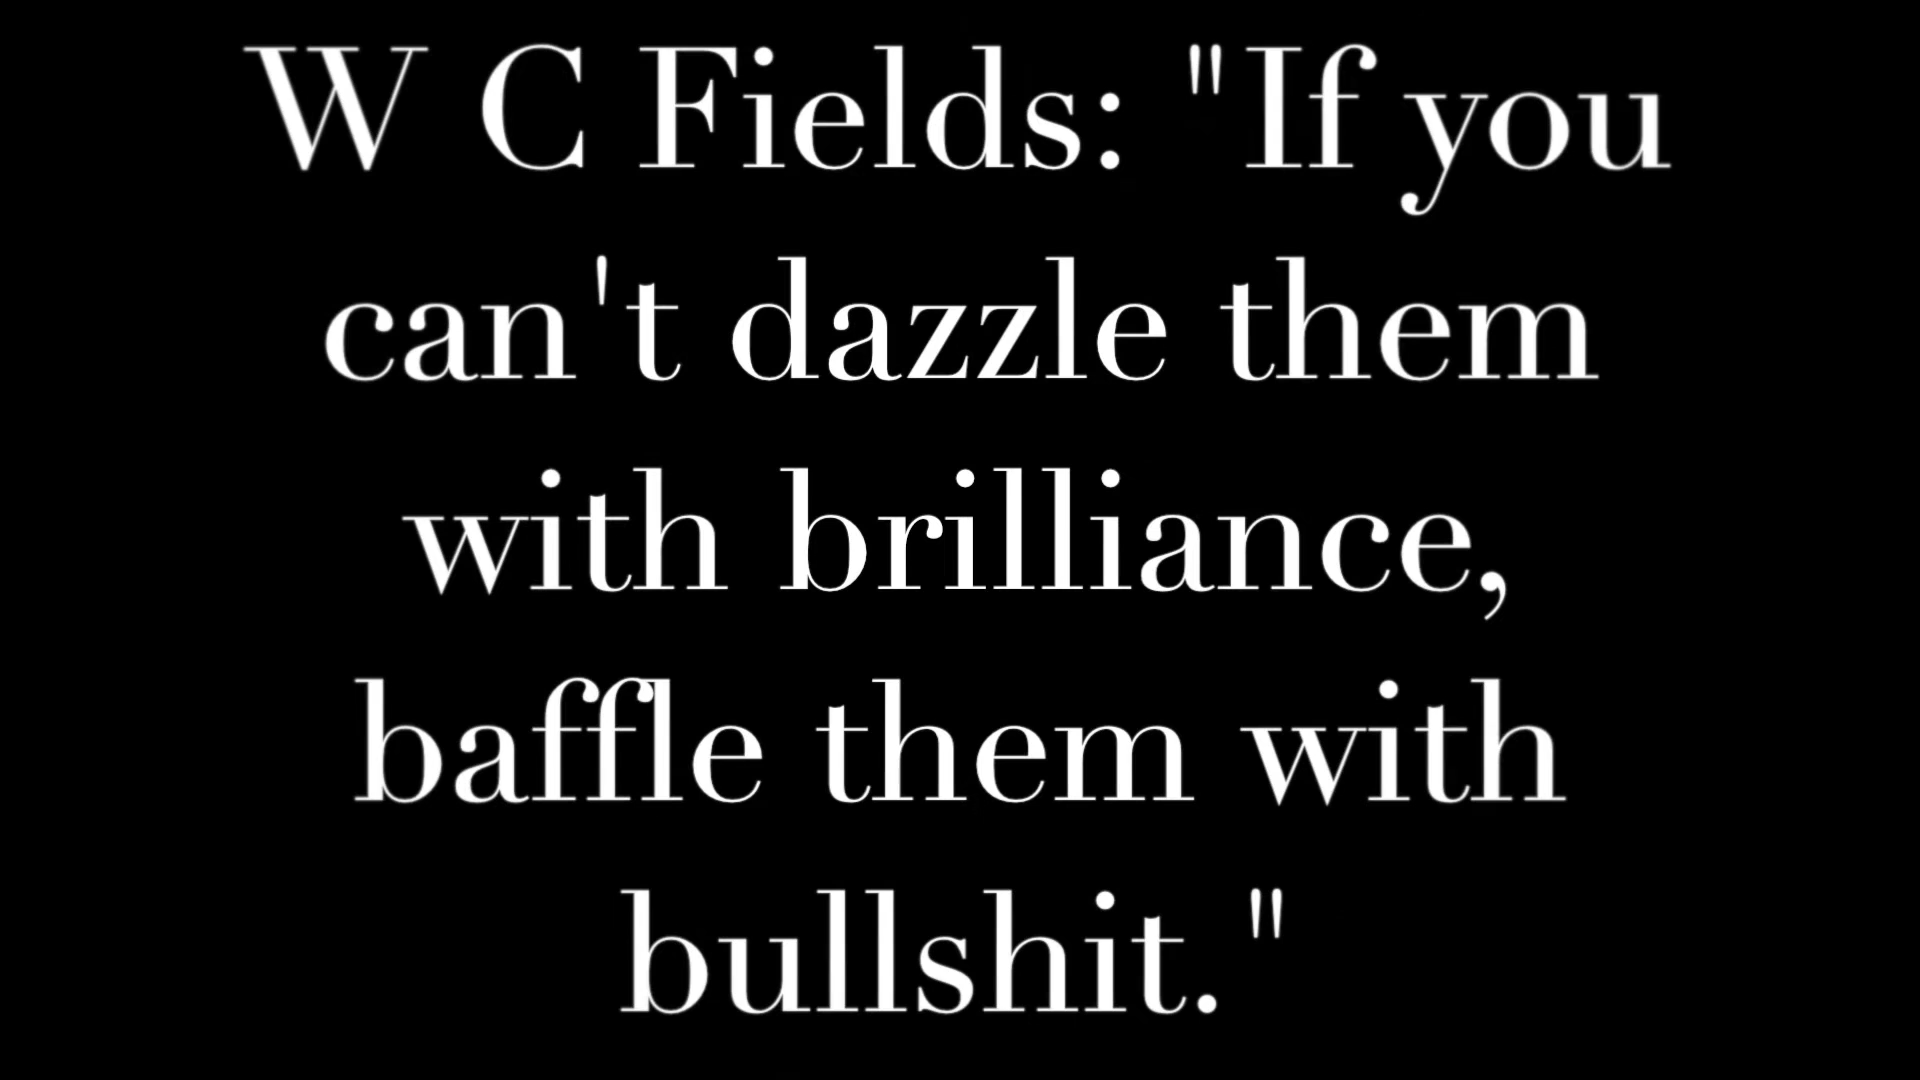 W C Fields: "If you
can't dazzle them
with brilliance,
baffle them with
bullshit."